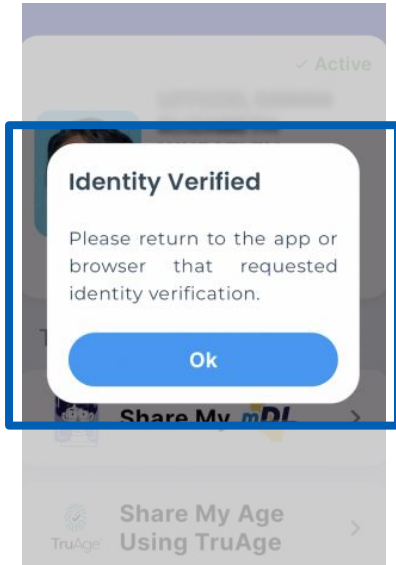 ✓ Active
Identity Verified
Please return to the app or
browser that requested
identity verification.
Ok
Share My mDL
TruAge
Share My Age
Using TruAge